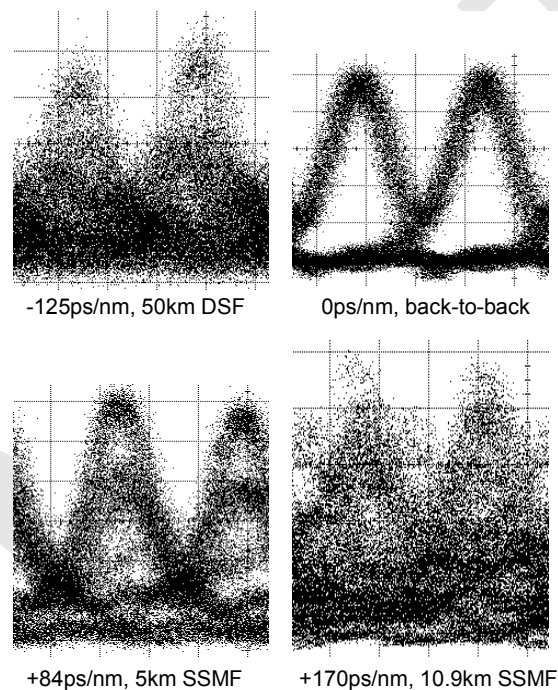 -125ps/nm, 50km DSF
0ps/nm, back-to-back
+84ps/nm, 5km SSMF
+170ps/nm, 10.9km SSMF